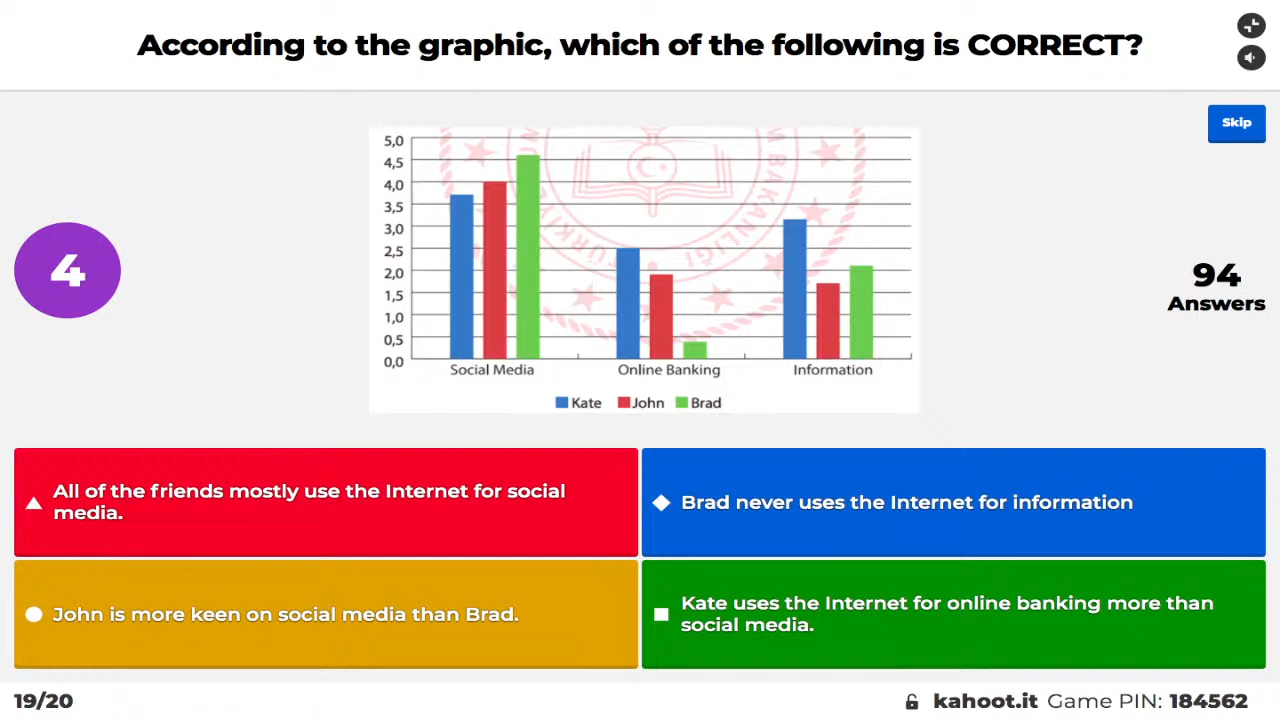 According to the graphic, which of the following is CORRECT?
Skip
5,0
4,5
4,0
3,5
3,0
2,5
2,0
1,5
1,0
0,5
0,0
TÜRKİYE
BAKANLIĞI
Social Media
Online Banking
Information
Kate
John
Brad
4
94
Answers
All of the friends mostly use the Internet for social
media.
Brad never uses the Internet for information
John is more keen on social media than Brad.
Kate uses the Internet for online banking more than
social media.
19/20
kahoot.it Game PIN: 184562